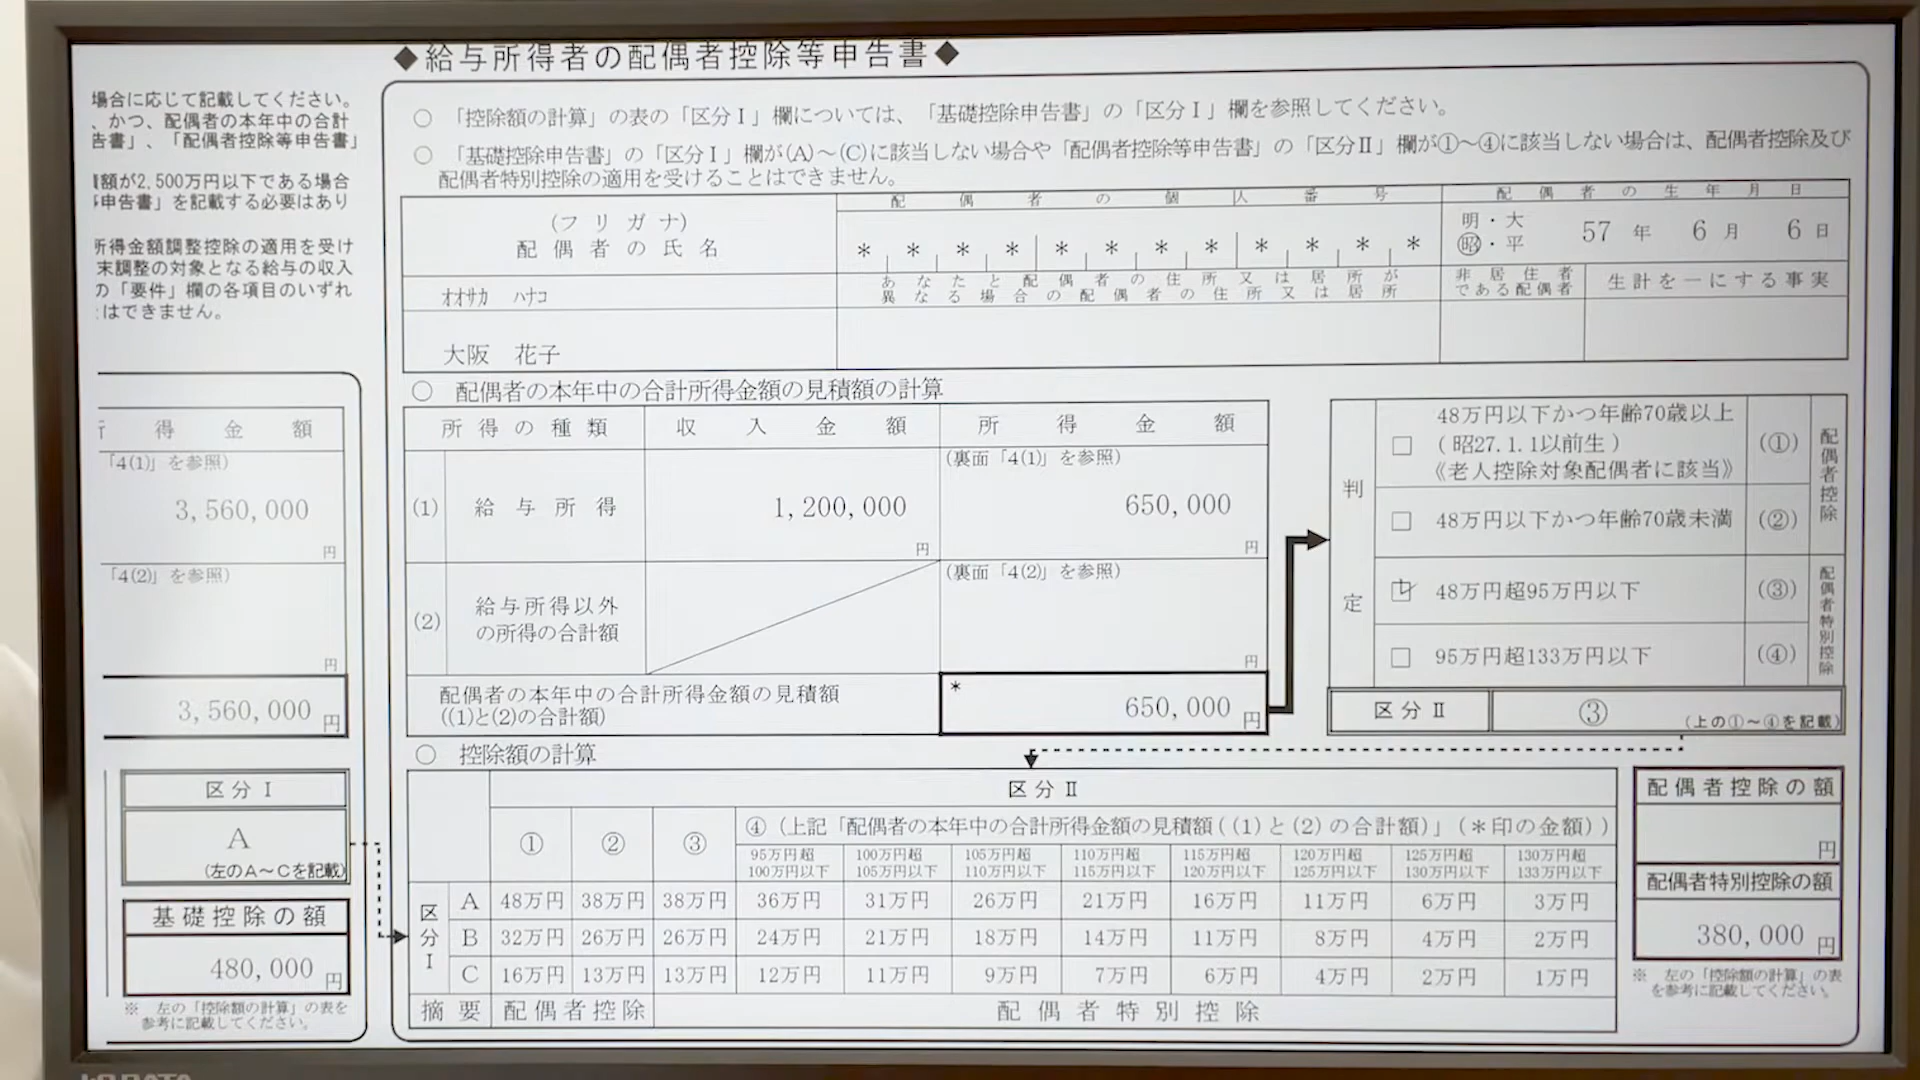 ◆給与所得者の配偶者控除等申告書◆
場合に応じて記載してください。
、かつ、配偶者の本年中の合計
告書」、「配偶者控除等申告書」
額が2,500万円以下である場合
申告書」を記載する必要はあり
所得金額調整控除の適用を受け
末調整の対象となる給与の収入
の「要件」欄の各項目のいずれ
はできません。
得 金 額
「4(1)」を参照)
3,560,000
円
「4(2)」を参照)
円
3,560,000 円
区分Ⅰ
A
(左のA～Cを記載)
基礎控除の額
480,000 円
※ 左の「控除額の計算」の表を
参考に記載してください。
○ 「控除額の計算」の表の「区分Ⅰ」欄については、「基礎控除申告書」の「区分Ⅰ」欄を参照してください。
○ 「基礎控除申告書」の「区分Ⅰ」欄が(A)～(C)に該当しない場合や「配偶者控除等申告書」の「区分Ⅱ」欄が①～④に該当しない場合は、配偶者控除及び
配偶者特別控除の適用を受けることはできません。
(フリガナ)
配偶者の氏名
配偶者の個人番号
配偶者の生年月日
* * * * * * * * * * * *
明・大
昭・平
57 年 6 月 6 日
オオサカ ハナコ
あなたと配偶者の住所又は居所が
異なる場合の配偶者の住所又は居所
非居住者
である配偶者
生計を一にする事実
大阪 花子
○ 配偶者の本年中の合計所得金額の見積額の計算
所得の種類 収入金額 所得金額
(1) 給与所得 1,200,000 円
(裏面「4(1)」を参照)
650,000
円
(2) 給与所得以外
の所得の合計額
(裏面「4(2)」を参照)
円
配偶者の本年中の合計所得金額の見積額
((1)と(2)の合計額)
* 650,000 円
判定
48万円以下かつ年齢70歳以上
(昭27.1.1以前生)
《老人控除対象配偶者に該当》
(①)
□ 48万円以下かつ年齢70歳未満 (②)
配偶者控除
48万円超95万円以下 (③)
□ 95万円超133万円以下 (④)
配偶者特別控除
区分Ⅱ ③ (上の①～④を記載)
○ 控除額の計算
区分Ⅱ
① ② ③ ④(上記「配偶者の本年中の合計所得金額の見積額((1)と(2)の合計額)」(*印の金額))
95万円超 100万円超 105万円超 110万円超 115万円超 120万円超 125万円超 130万円超
100万円以下 105万円以下 110万円以下 115万円以下 120万円以下 125万円以下 130万円以下 133万円以下
区分Ⅰ
A 48万円 38万円 38万円 36万円 31万円 26万円 21万円 16万円 11万円 6万円 3万円
B 32万円 26万円 26万円 24万円 21万円 18万円 14万円 11万円 8万円 4万円 2万円
C 16万円 13万円 13万円 12万円 11万円 9万円 7万円 6万円 4万円 2万円 1万円
摘要 配偶者控除 配偶者特別控除
配偶者控除の額
円
配偶者特別控除の額
380,000 円
※ 左の「控除額の計算」の表
を参考に記載してください。